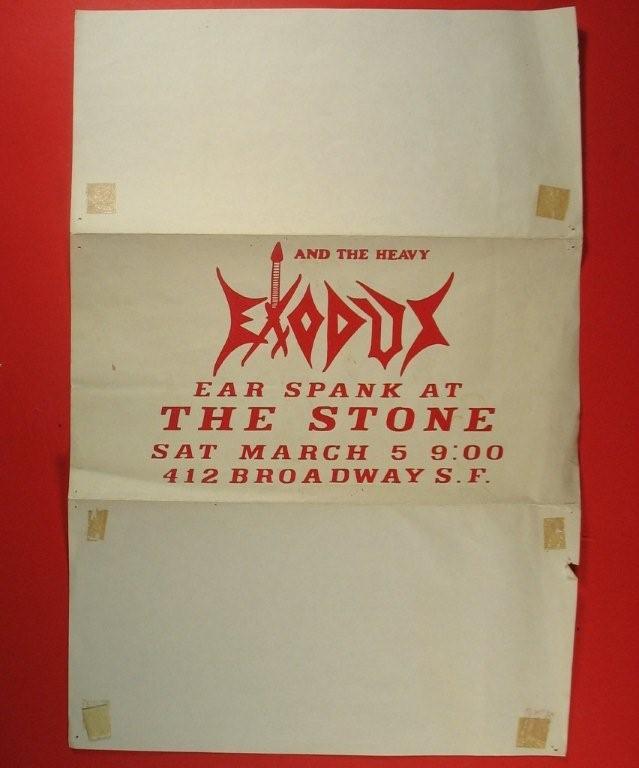 AND THE HEAVY
EXODUS
EAR SPANK AT
THE STONE
SAT MARCH 5 9:00
412 BROADWAY S.F.